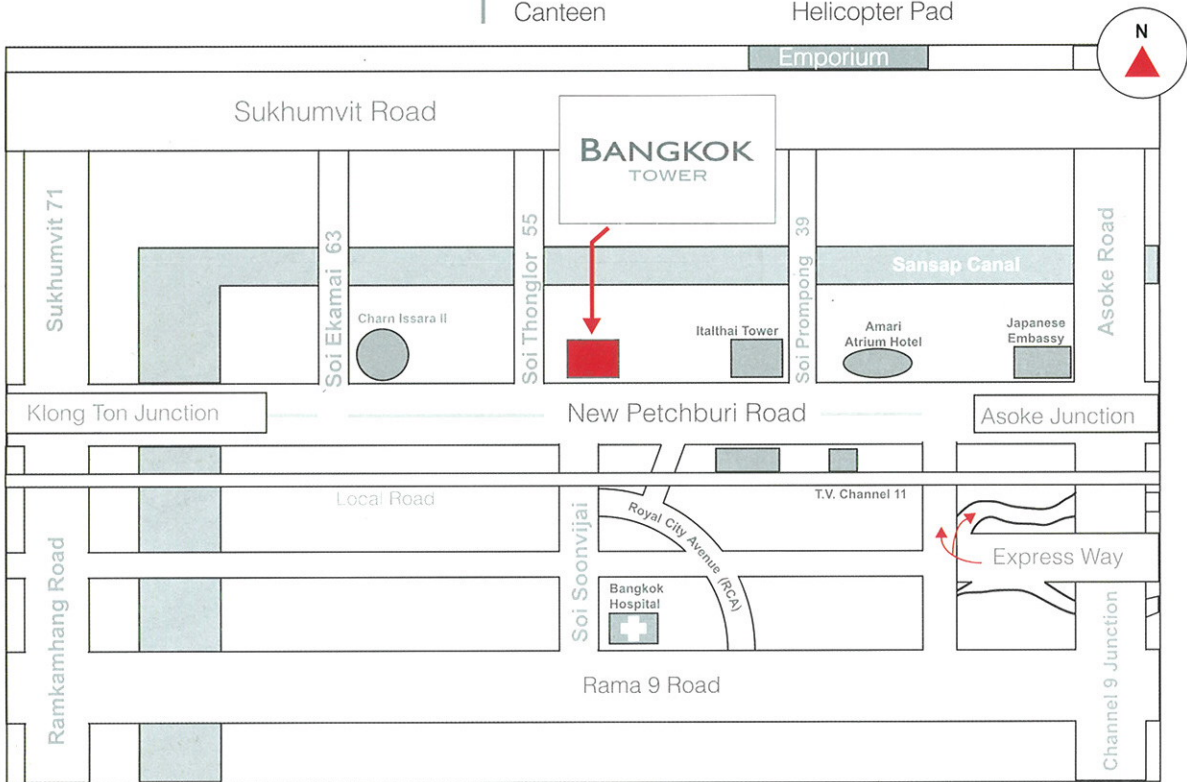 Canteen
Helicopter Pad
N
Emporium
Sukhumvit Road
BANGKOK
TOWER
Sukhumvit 71
Soi Ekamai 63
Soi Thonglor 55
Soi Prompong 39
Asoke Road
Sansap Canal
Charn Issara II
Italthai Tower
Amari
Atrium Hotel
Japanese
Embassy
Klong Ton Junction
New Petchburi Road
Asoke Junction
Local Road
T.V. Channel 11
Royal City Avenue (RCA)
Soi Soonvijai
Ramkamhang Road
Express Way
Bangkok
Hospital
Rama 9 Road
Channel 9 Junction